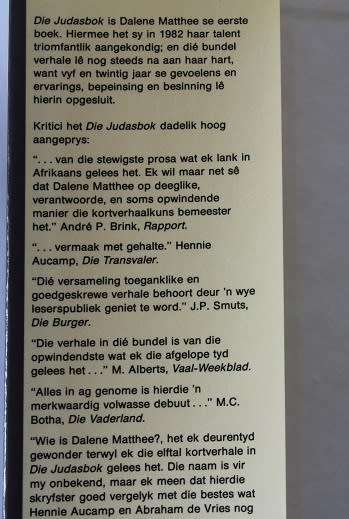 Die Judasbok is Dalene Matthee se eerste
boek. Hiermee het sy in 1982 haar talent
triomfantlik aangekondig; en dié bundel
verhale lê nog steeds na aan haar hart,
want vyf en twintig jaar se gevoelens en
ervarings, bepeinsing en besinning lê
hierin opgesluit.
Kritici het Die Judasbok dadelik hoog
aangeprys:
“. . . van die stewigste prosa wat ek lank in
Afrikaans gelees het. Ek wil maar net sê
dat Dalene Matthee op deeglike,
verantwoorde, en soms opwindende
manier die kortverhaalkuns bemeester
het.” André P. Brink, Rapport.
“. . . vermaak met gehalte.” Hennie
Aucamp, Die Transvaler.
“Dié versameling toeganklike en
goedgeskrewe verhale behoort deur ’n wye
leserspubliek geniet te word.” J.P. Smuts,
Die Burger.
“Die verhale in dié bundel is van die
opwindendste wat ek die afgelope tyd
gelees het . . .” M. Alberts, Vaal-Weekblad.
“Alles in ag genome is hierdie ’n
merkwaardig volwasse debuut . . .” M.C.
Botha, Die Vaderland.
“Wie is Dalene Matthee?, het ek deurentyd
gewonder terwyl ek die elftal kortverhale in
Die Judasbok gelees het. Die naam is vir
my onbekend, maar ek meen dat hierdie
skryfster goed vergelyk met die bestes wat
Hennie Aucamp en Abraham de Vries nog